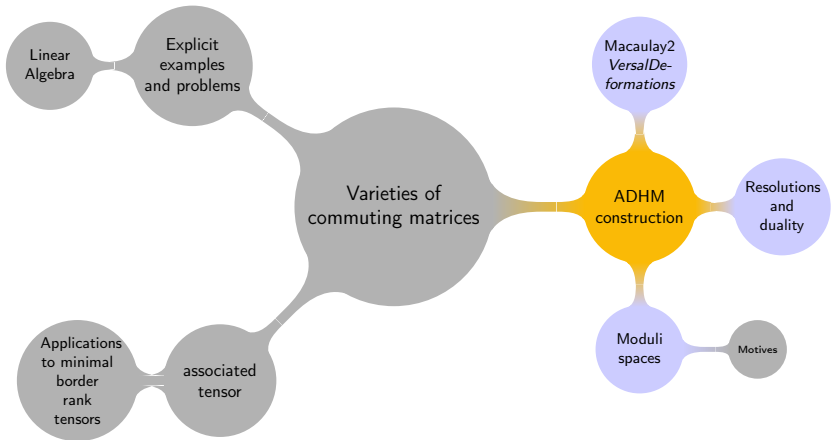 Linear
Algebra
Explicit
examples
and problems
Varieties of
commuting matrices
Applications
to minimal
border
rank
tensors
associated
tensor
Macaulay2
VersalDe-
formations
ADHM
construction
Resolutions
and
duality
Moduli
spaces
Motives